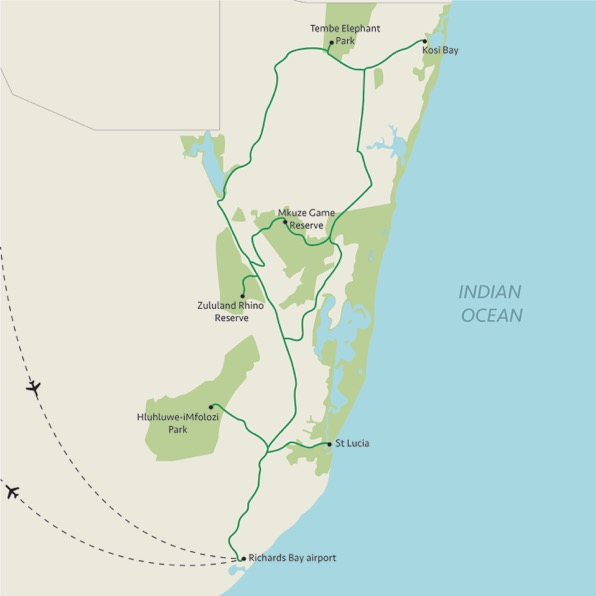 Tembe Elephant
Park
Kosi Bay
Mkuze Game
Reserve
INDIAN
OCEAN
Zululand Rhino
Reserve
Hluhluwe-iMfolozi
Park
St Lucia
Richards Bay airport